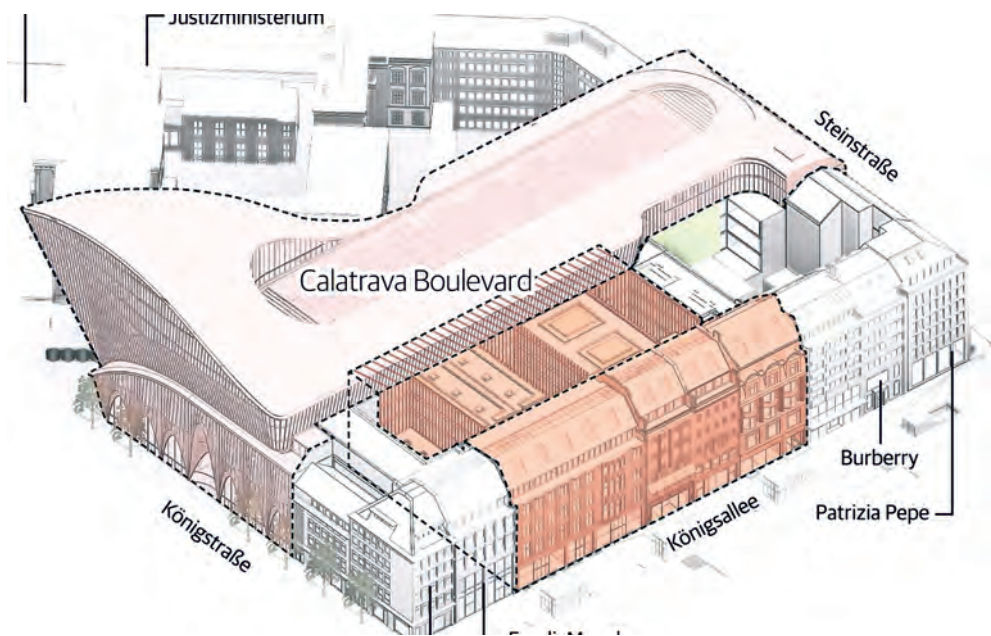 Justizministerium
Steinstraße
Calatrava Boulevard
Burberry
Patrizia Pepe
Königstraße
Königsallee